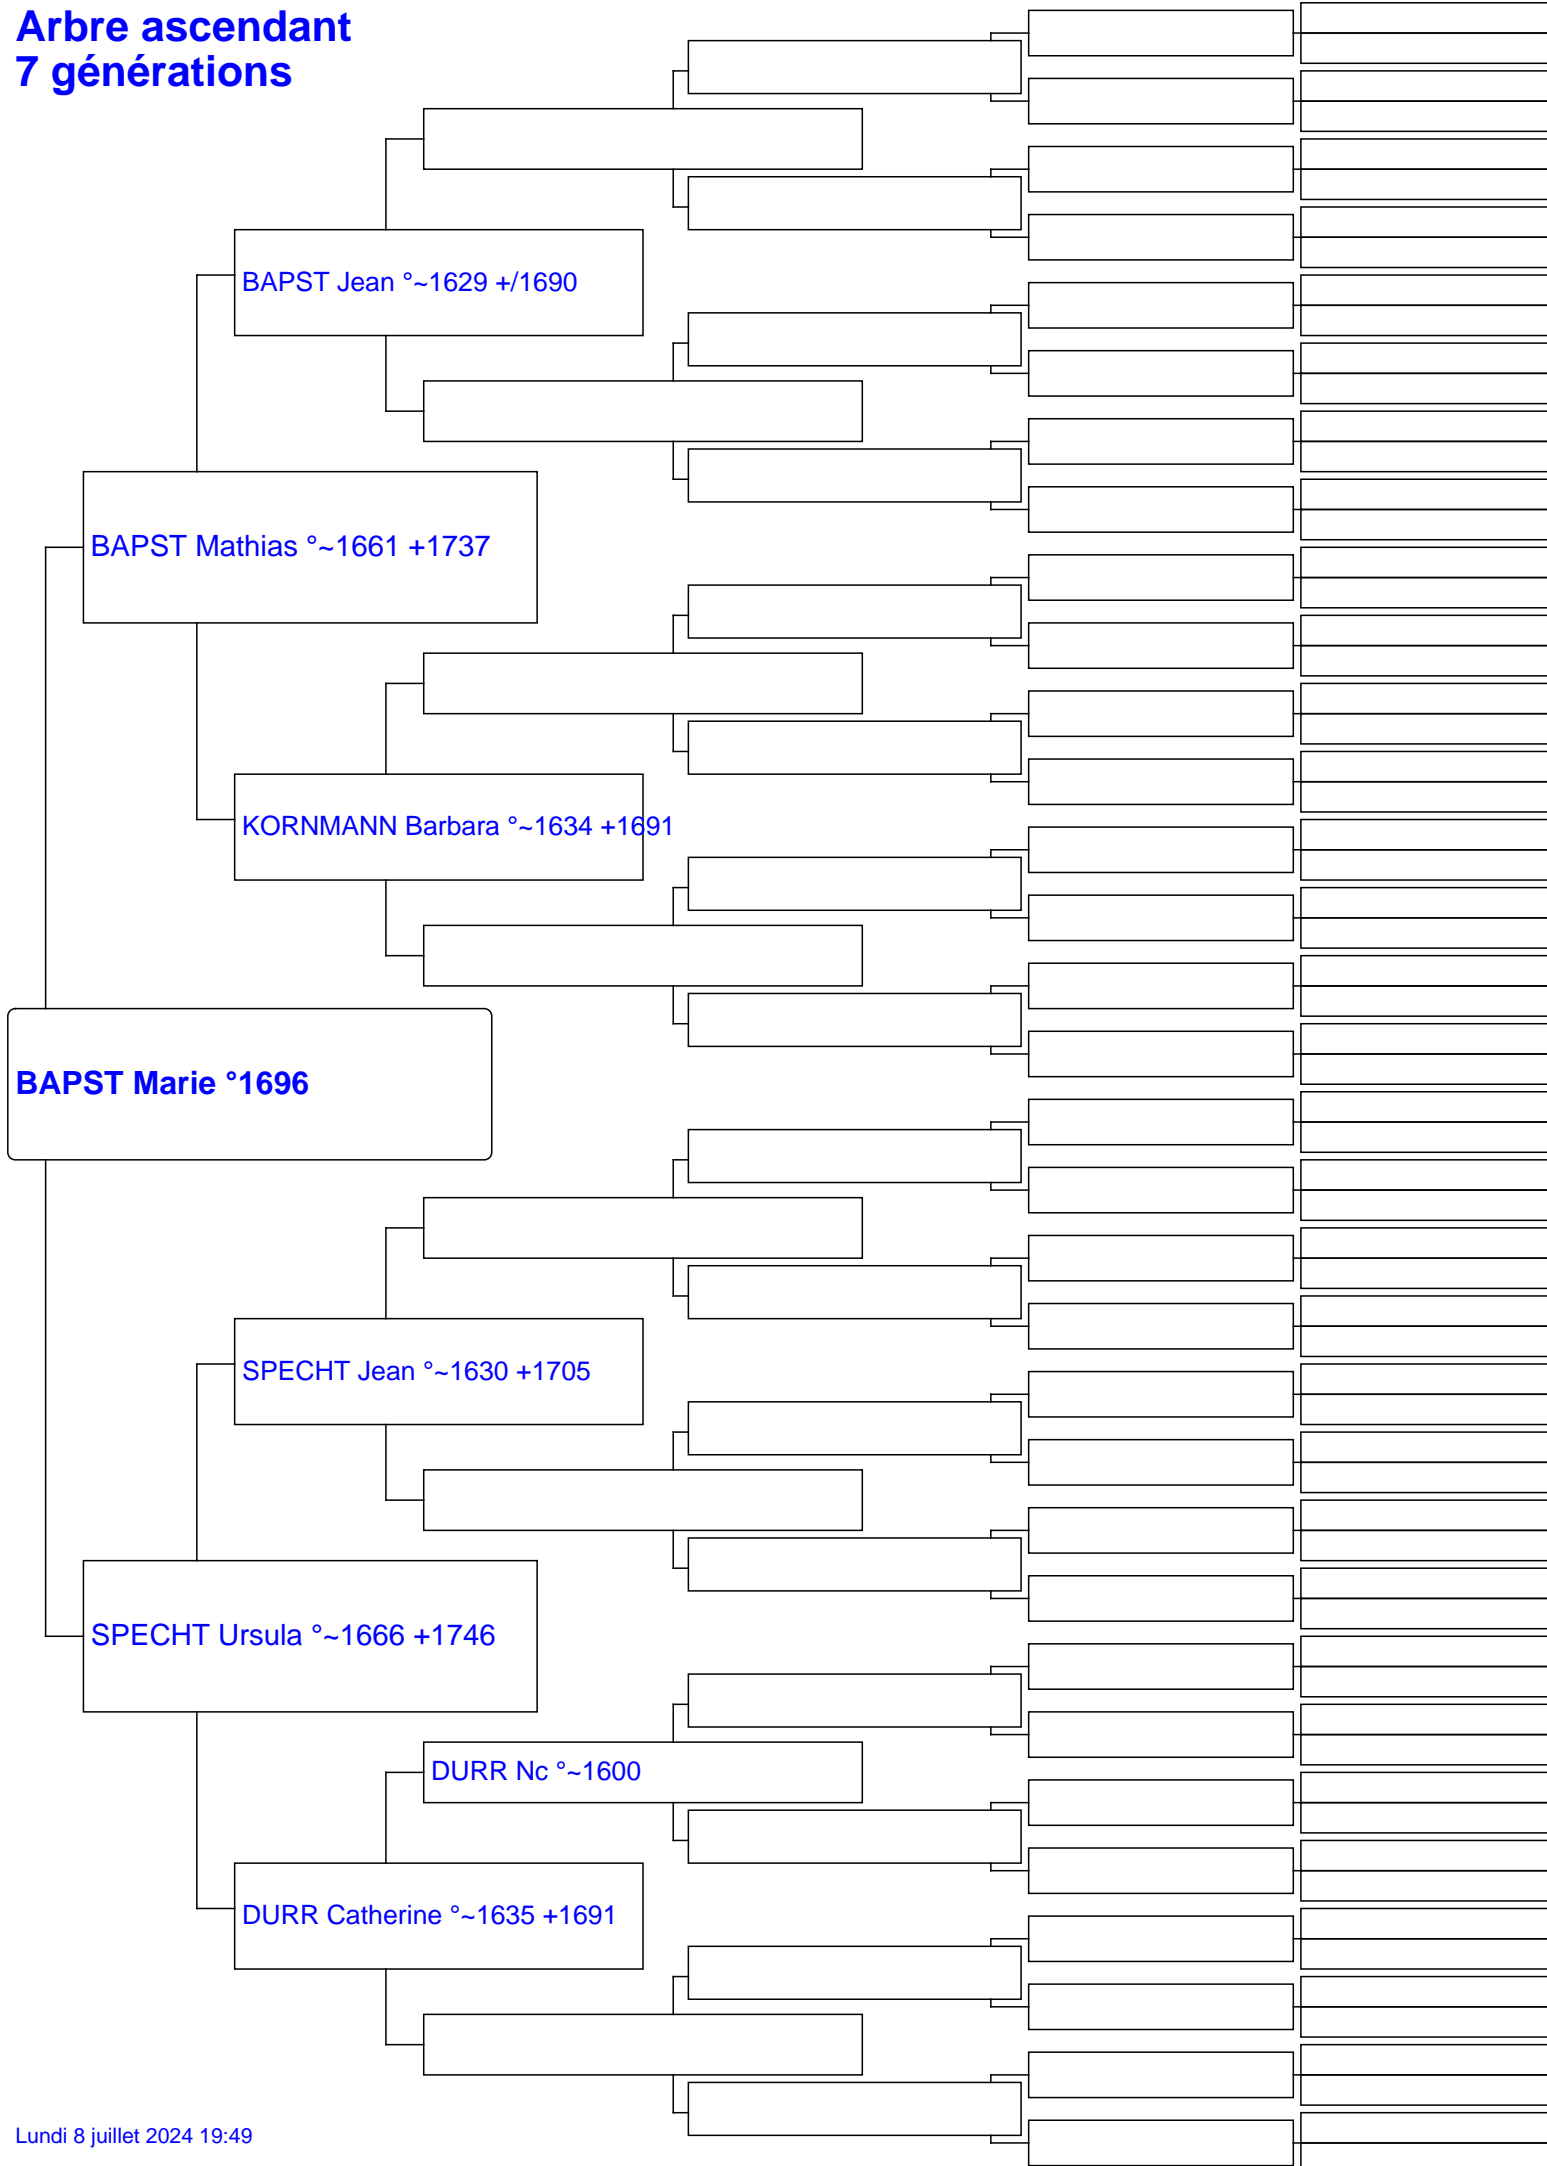 Arbre ascendant
7 générations
BAPST Jean °~1629 +/1690
BAPST Mathias °~1661 +1737
KORNMANN Barbara °~1634 +1691
BAPST Marie °1696
SPECHT Jean °~1630 +1705
SPECHT Ursula °~1666 +1746
DURR Nc °~1600
DURR Catherine °~1635 +1691
Lundi 8 juillet 2024 19:49